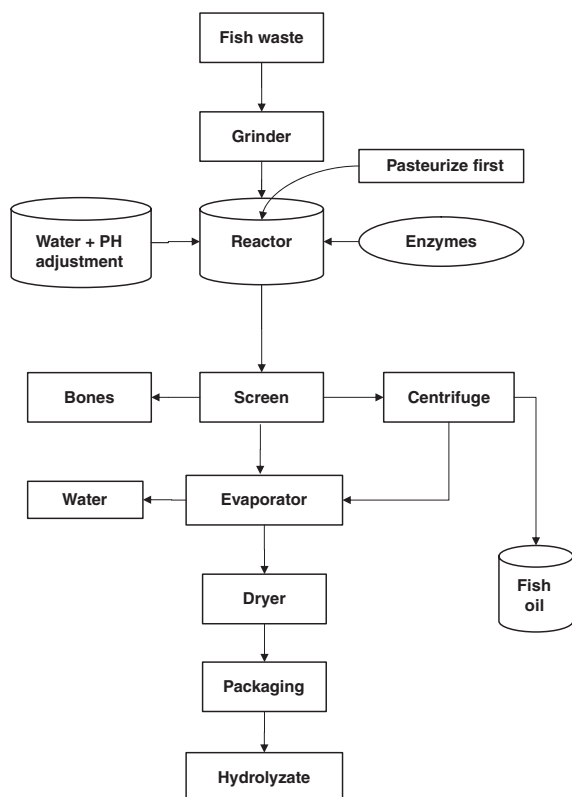 Fish waste
Grinder
Pasteurize first
Water + PH
adjustment
Reactor
Enzymes
Bones
Screen
Centrifuge
Water
Evaporator
Fish
oil
Dryer
Packaging
Hydrolyzate